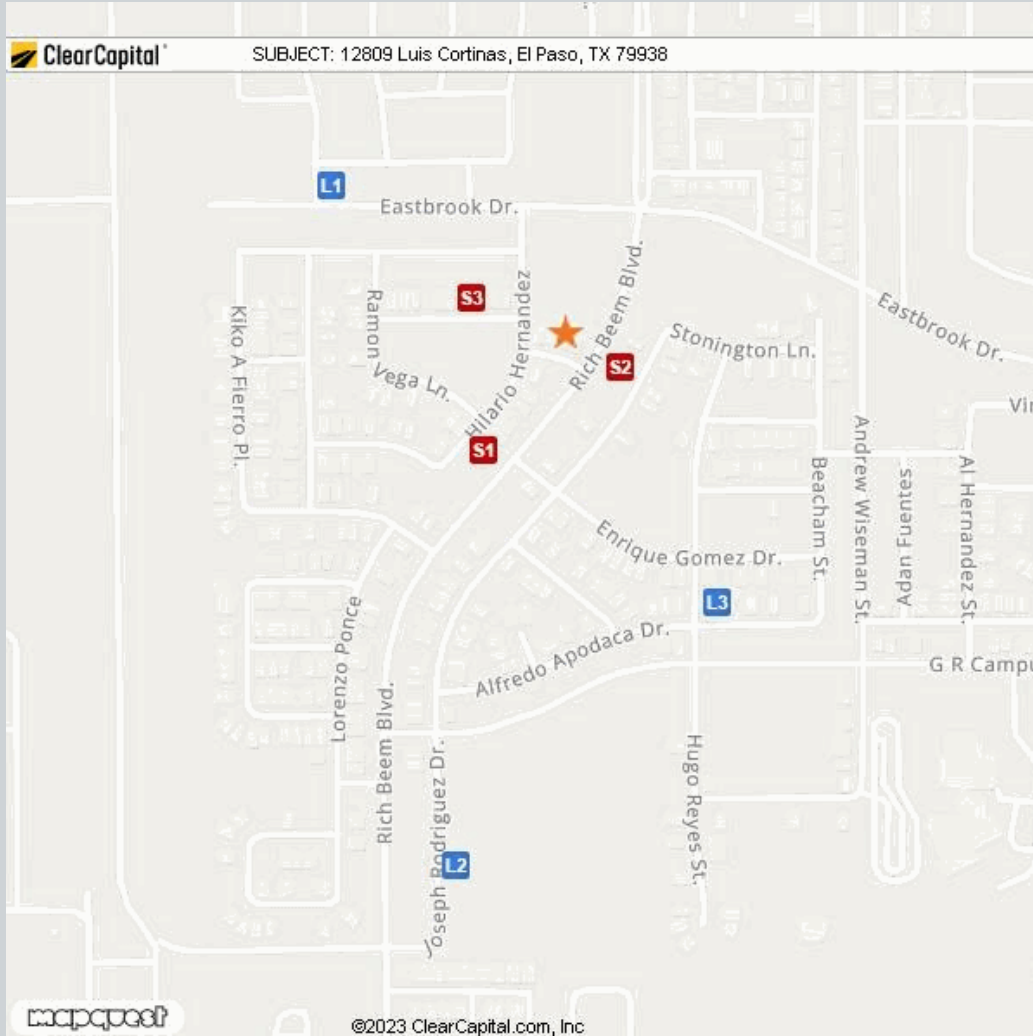 ClearCapital
SUBJECT: 12809 Luis Cortinas, El Paso, TX 79938
L1
Eastbrook Dr.
S3
Hilario Hernandez
Rich Beem Blvd.
Kiko A Fierro Pl.
Ramon
Vega Ln.
S2
Stonington Ln.
Eastbrook Dr.
S1
Andrew Wiseman St.
Beacham St.
Adan Fuentes
Al Hernandez St.
Enrique Gomez Dr.
L3
Lorenzo Ponce
Alfredo Apodaca Dr.
G R Campu
Rich Beem Blvd.
Joseph Rodriguez Dr.
Hugo Reyes St.
L2
mapquest
©2023 ClearCapital.com, Inc